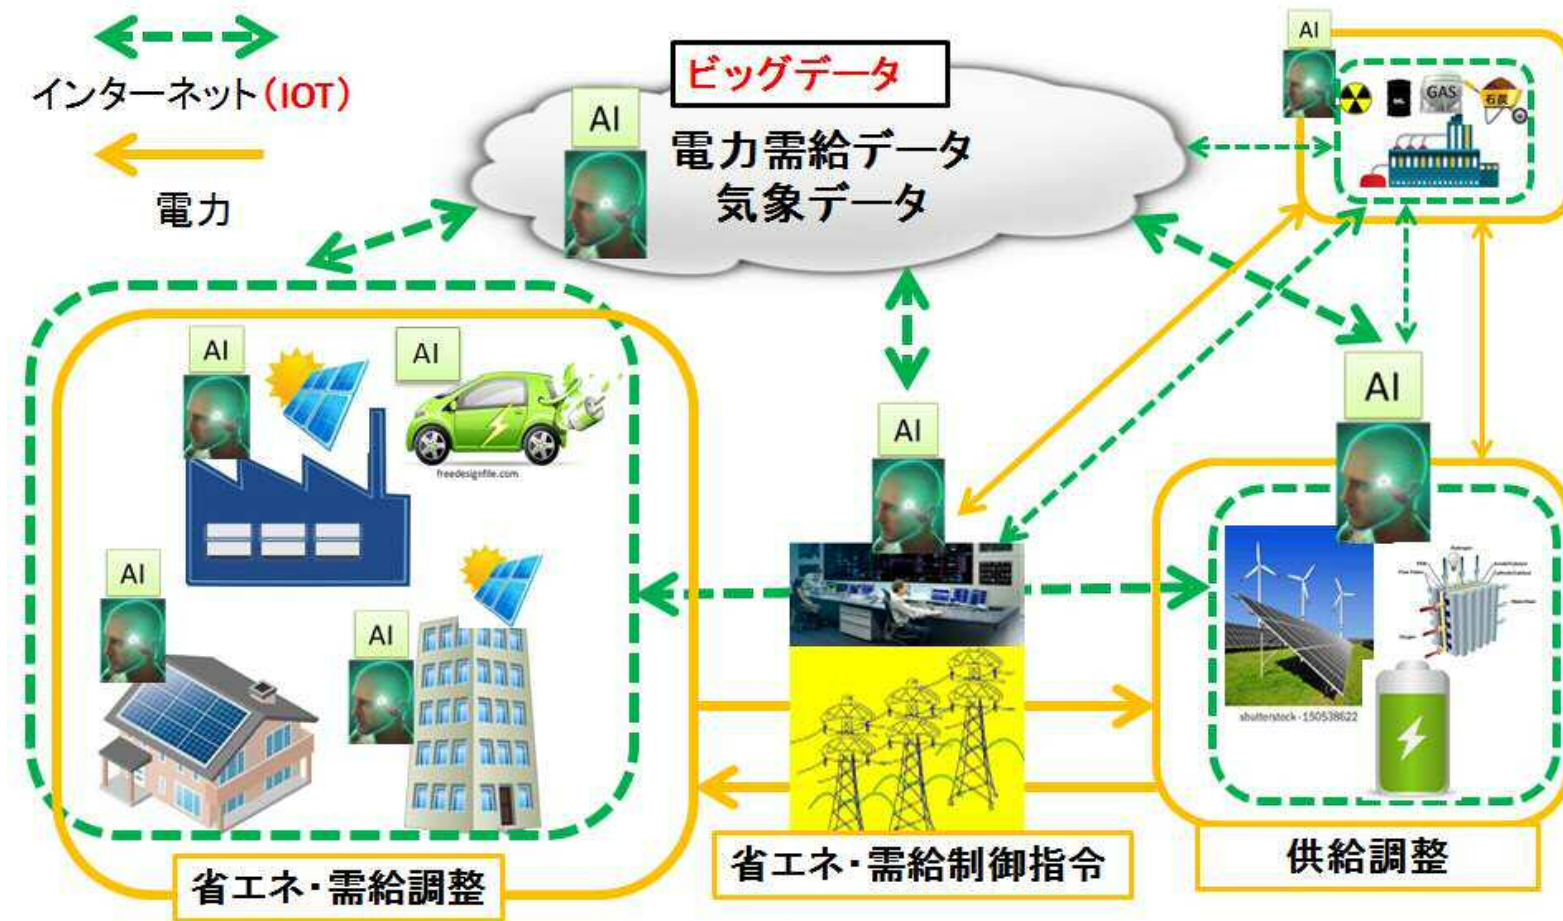 インターネット(IOT)
電力
ビッグデータ
AI
電力需給データ
気象データ
AI
GAS
石炭
AI
AI
freedesignfile.com
AI
AI
AI
AI
Hydrogen
Oxygen
shutterstock · 150538622
省エネ・需給調整
省エネ・需給制御指令
供給調整